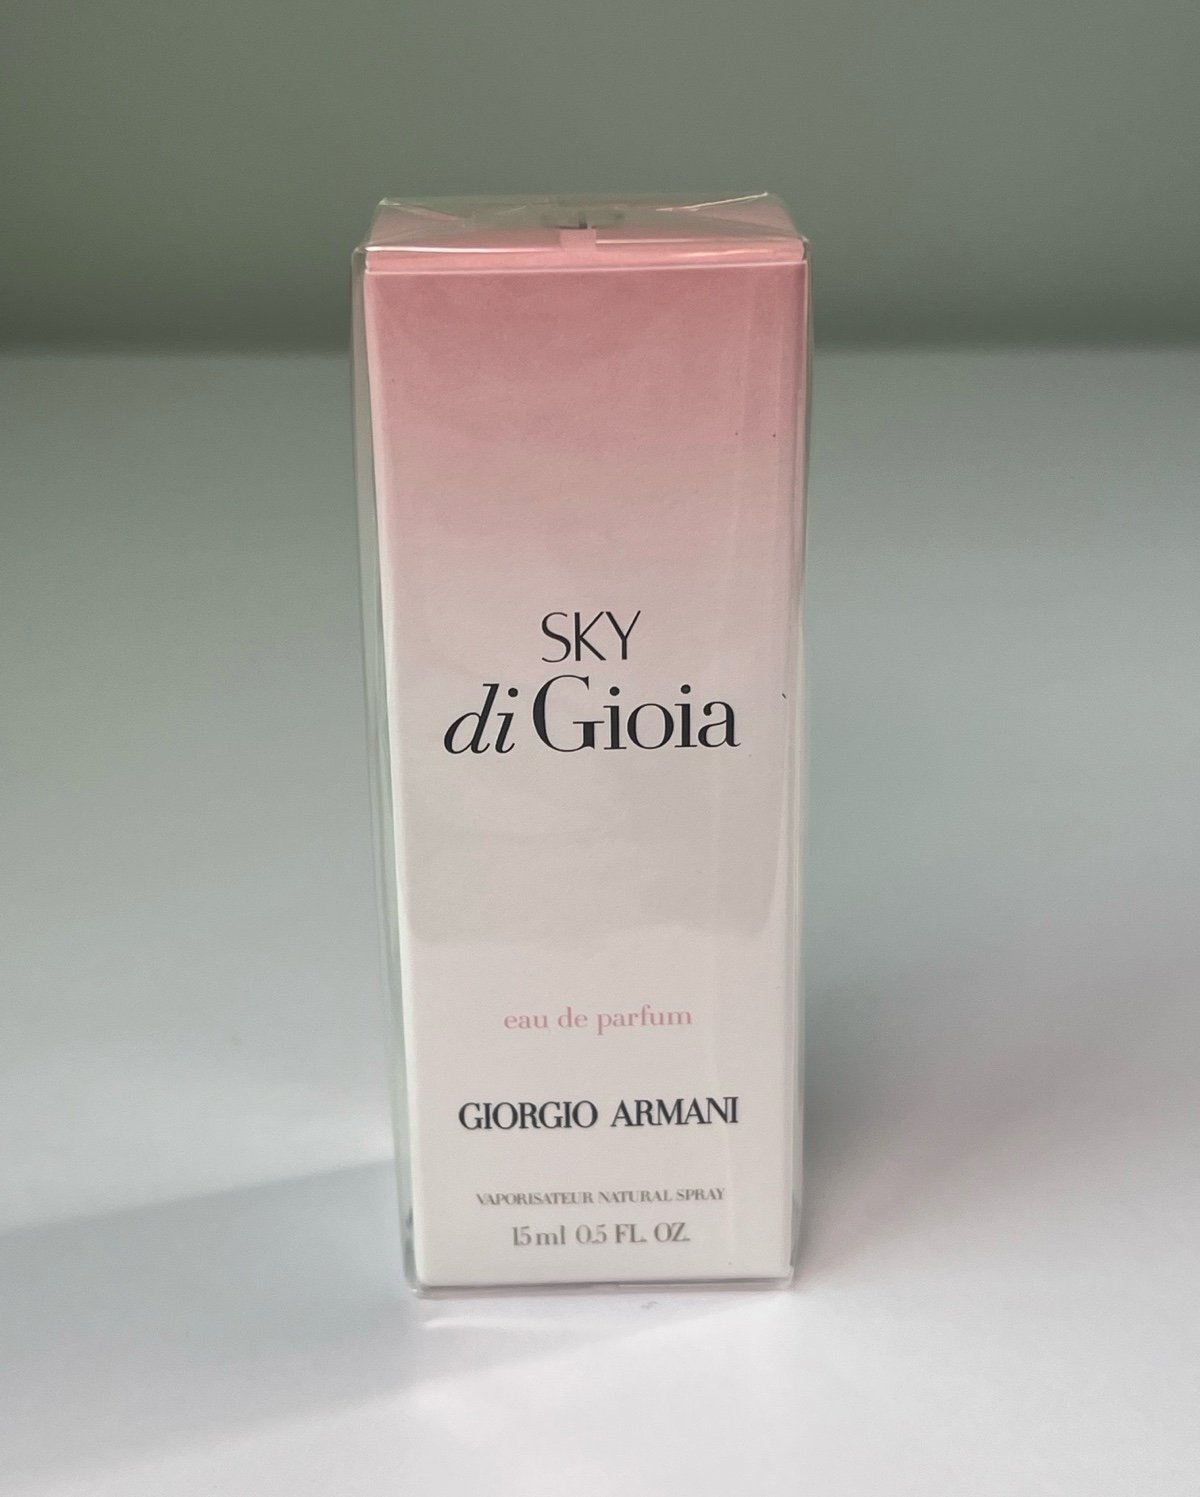 SKY
di Gioia
eau de parfum
GIORGIO ARMANI
VAPORISATEUR NATURAL SPRAY
15 ml 0.5 FL. OZ.